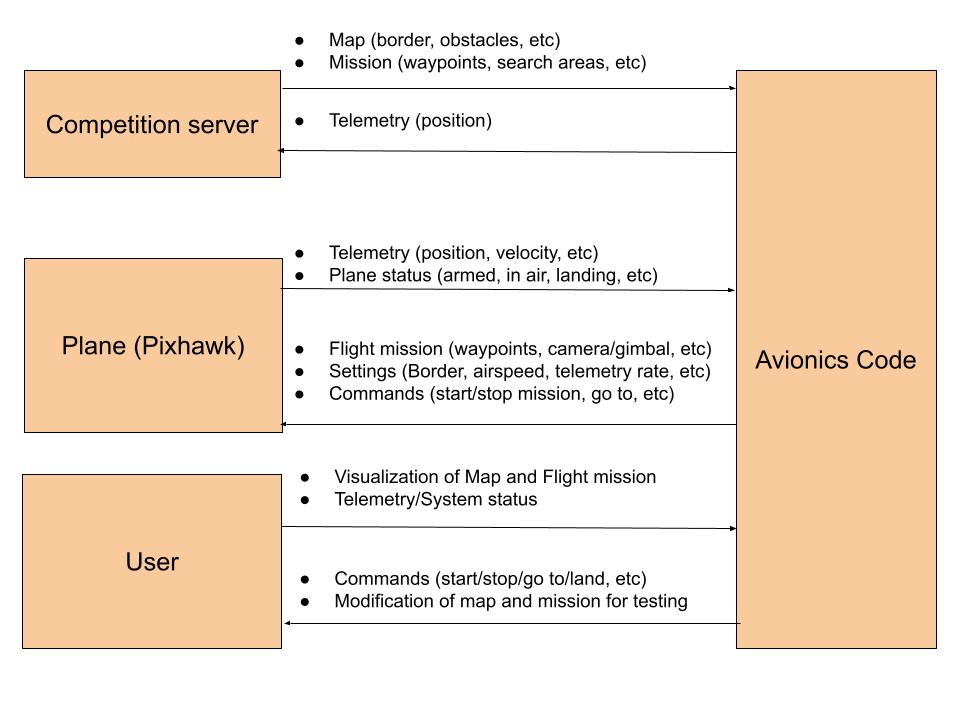 ● Map (border, obstacles, etc)
● Mission (waypoints, search areas, etc)
Competition server
● Telemetry (position)
● Telemetry (position, velocity, etc)
● Plane status (armed, in air, landing, etc)
Plane (Pixhawk)
● Flight mission (waypoints, camera/gimbal, etc)
● Settings (Border, airspeed, telemetry rate, etc)
● Commands (start/stop mission, go to, etc)
Avionics Code
● Visualization of Map and Flight mission
● Telemetry/System status
User
● Commands (start/stop/go to/land, etc)
● Modification of map and mission for testing